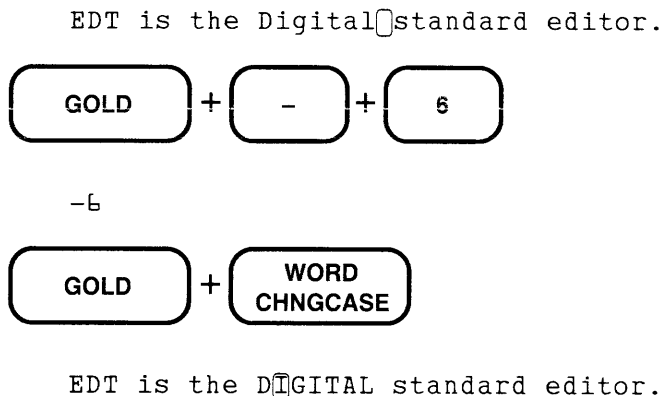 EDT is the Digital standard editor.
GOLD + - + 6
-6
GOLD + WORD CHNGCASE
EDT is the DIGITAL standard editor.